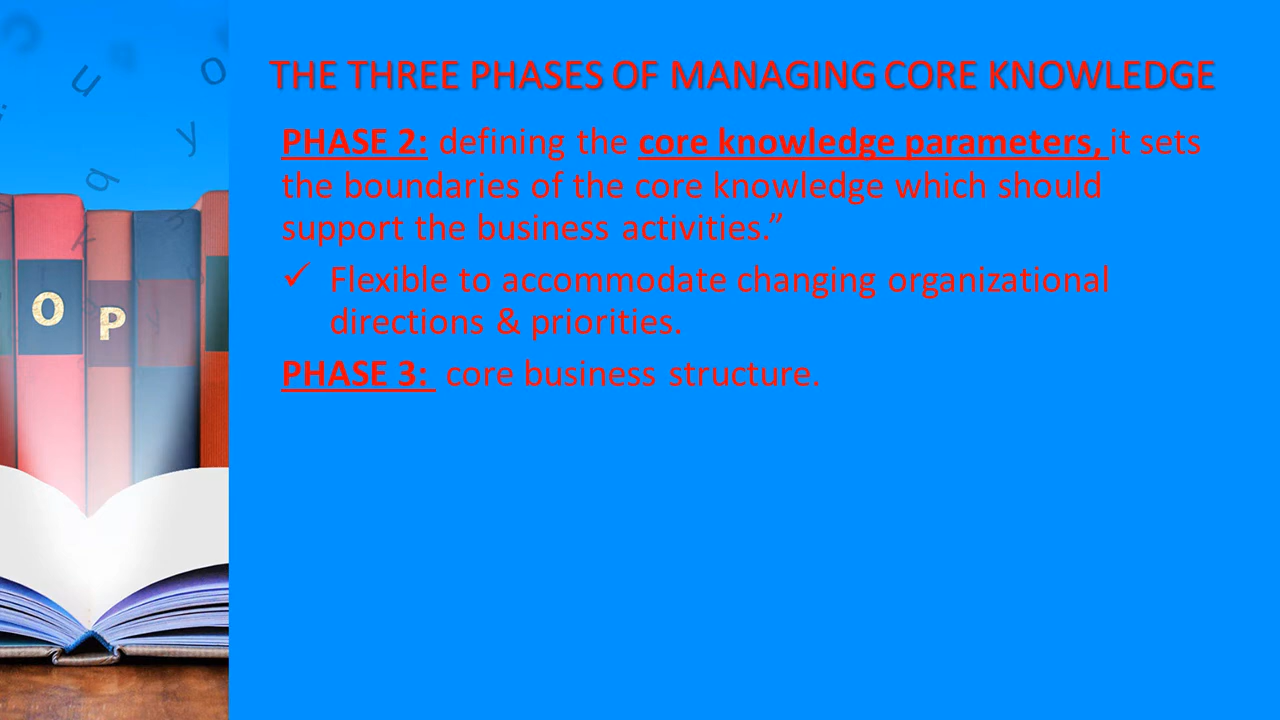 THE THREE PHASES OF MANAGING CORE KNOWLEDGE
PHASE 2: defining the core knowledge parameters, it sets
the boundaries of the core knowledge which should
support the business activities.”
✓ Flexible to accommodate changing organizational
directions & priorities.
PHASE 3: core business structure.
u
o
y
q
k
O
P